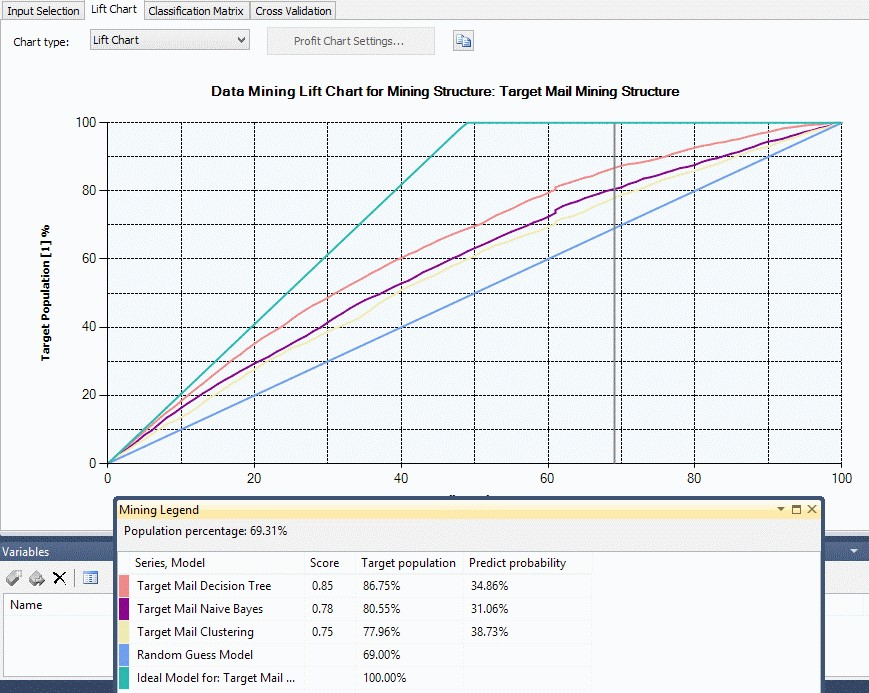 Input Selection Lift Chart Classification Matrix Cross Validation
Chart type: Lift Chart Profit Chart Settings...
Data Mining Lift Chart for Mining Structure: Target Mail Mining Structure
Target Population [1] %
100
80
60
40
20
0
0 20 40 60 80 100
Mining Legend
Population percentage: 69.31%
Series, Model Score Target population Predict probability
Target Mail Decision Tree 0.85 86.75% 34.86%
Target Mail Naive Bayes 0.78 80.55% 31.06%
Target Mail Clustering 0.75 77.96% 38.73%
Random Guess Model 69.00%
Ideal Model for: Target Mail ... 100.00%
Variables
Name